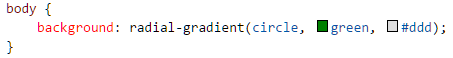 body {
    background: radial-gradient(circle, green, #ddd);
}